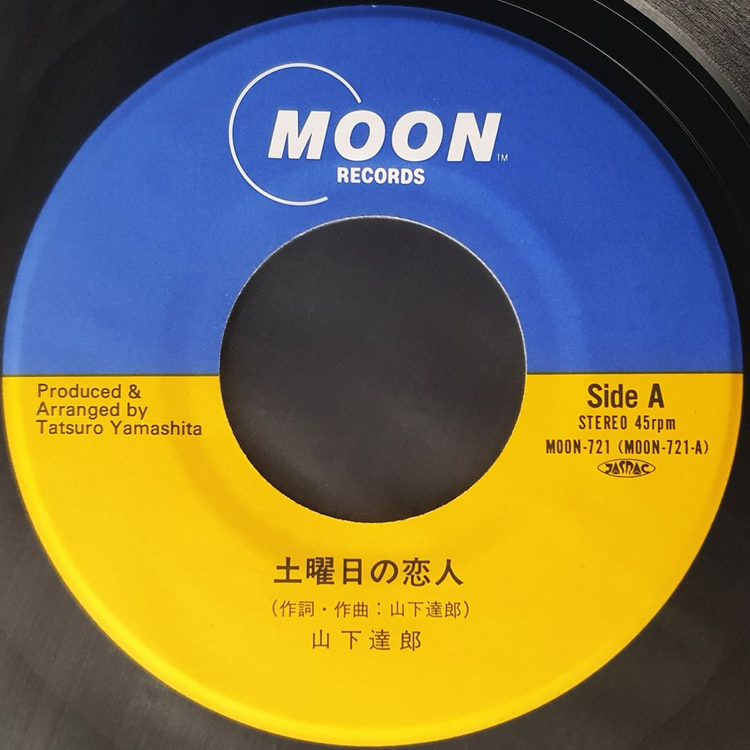 MOON TM
RECORDS
Produced &
Arranged by
Tatsuro Yamashita
Side A
STEREO 45rpm
MOON-721 (MOON-721-A)
JASRAC
土曜日の恋人
（作詞・作曲：山下達郎）
山下達郎